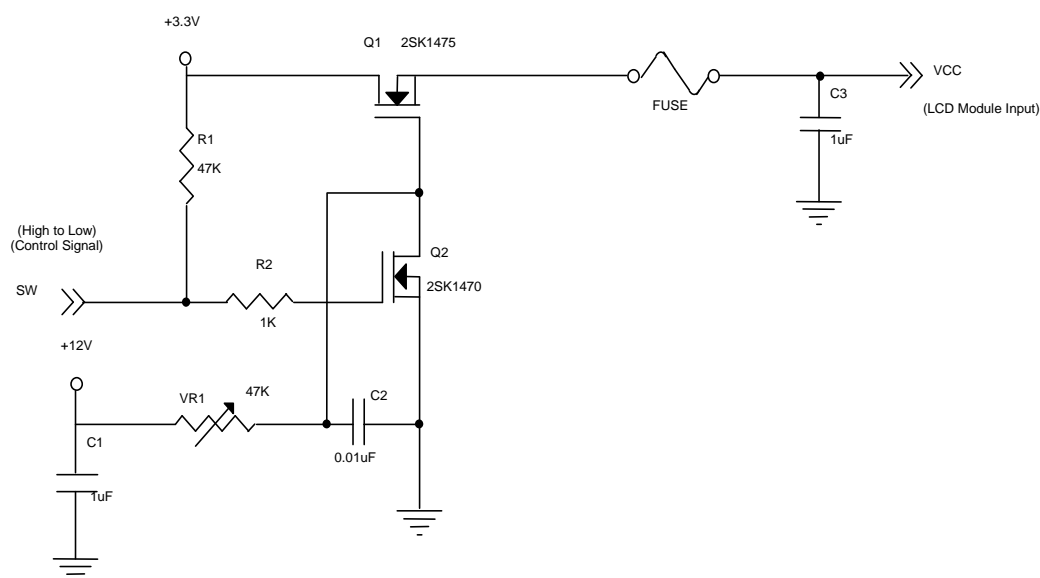 +3.3V
Q1 2SK1475
FUSE
VCC
(LCD Module Input)
C3
1uF
R1
47K
(High to Low)
(Control Signal)
SW
R2
1K
Q2
2SK1470
+12V
VR1
47K
C2
0.01uF
C1
1uF